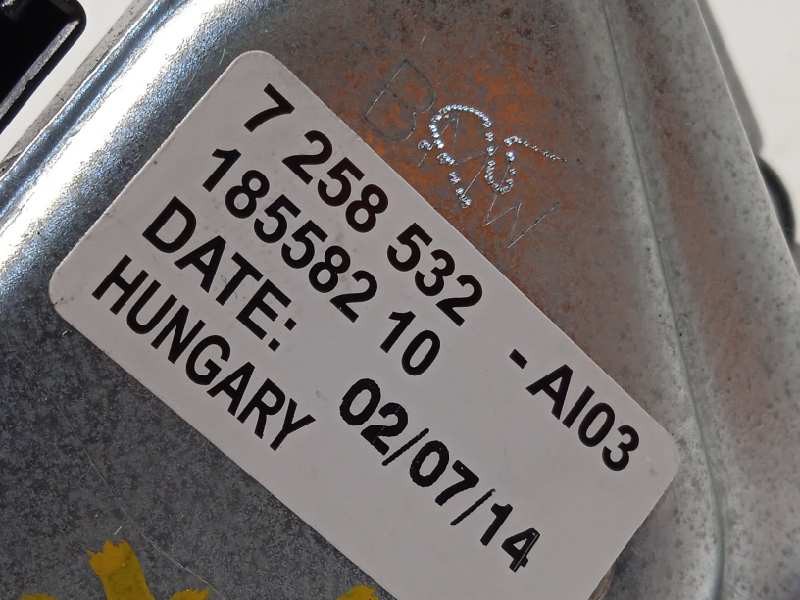 7 258 532 - AI03
185582 10
DATE: 02/07/14
HUNGARY